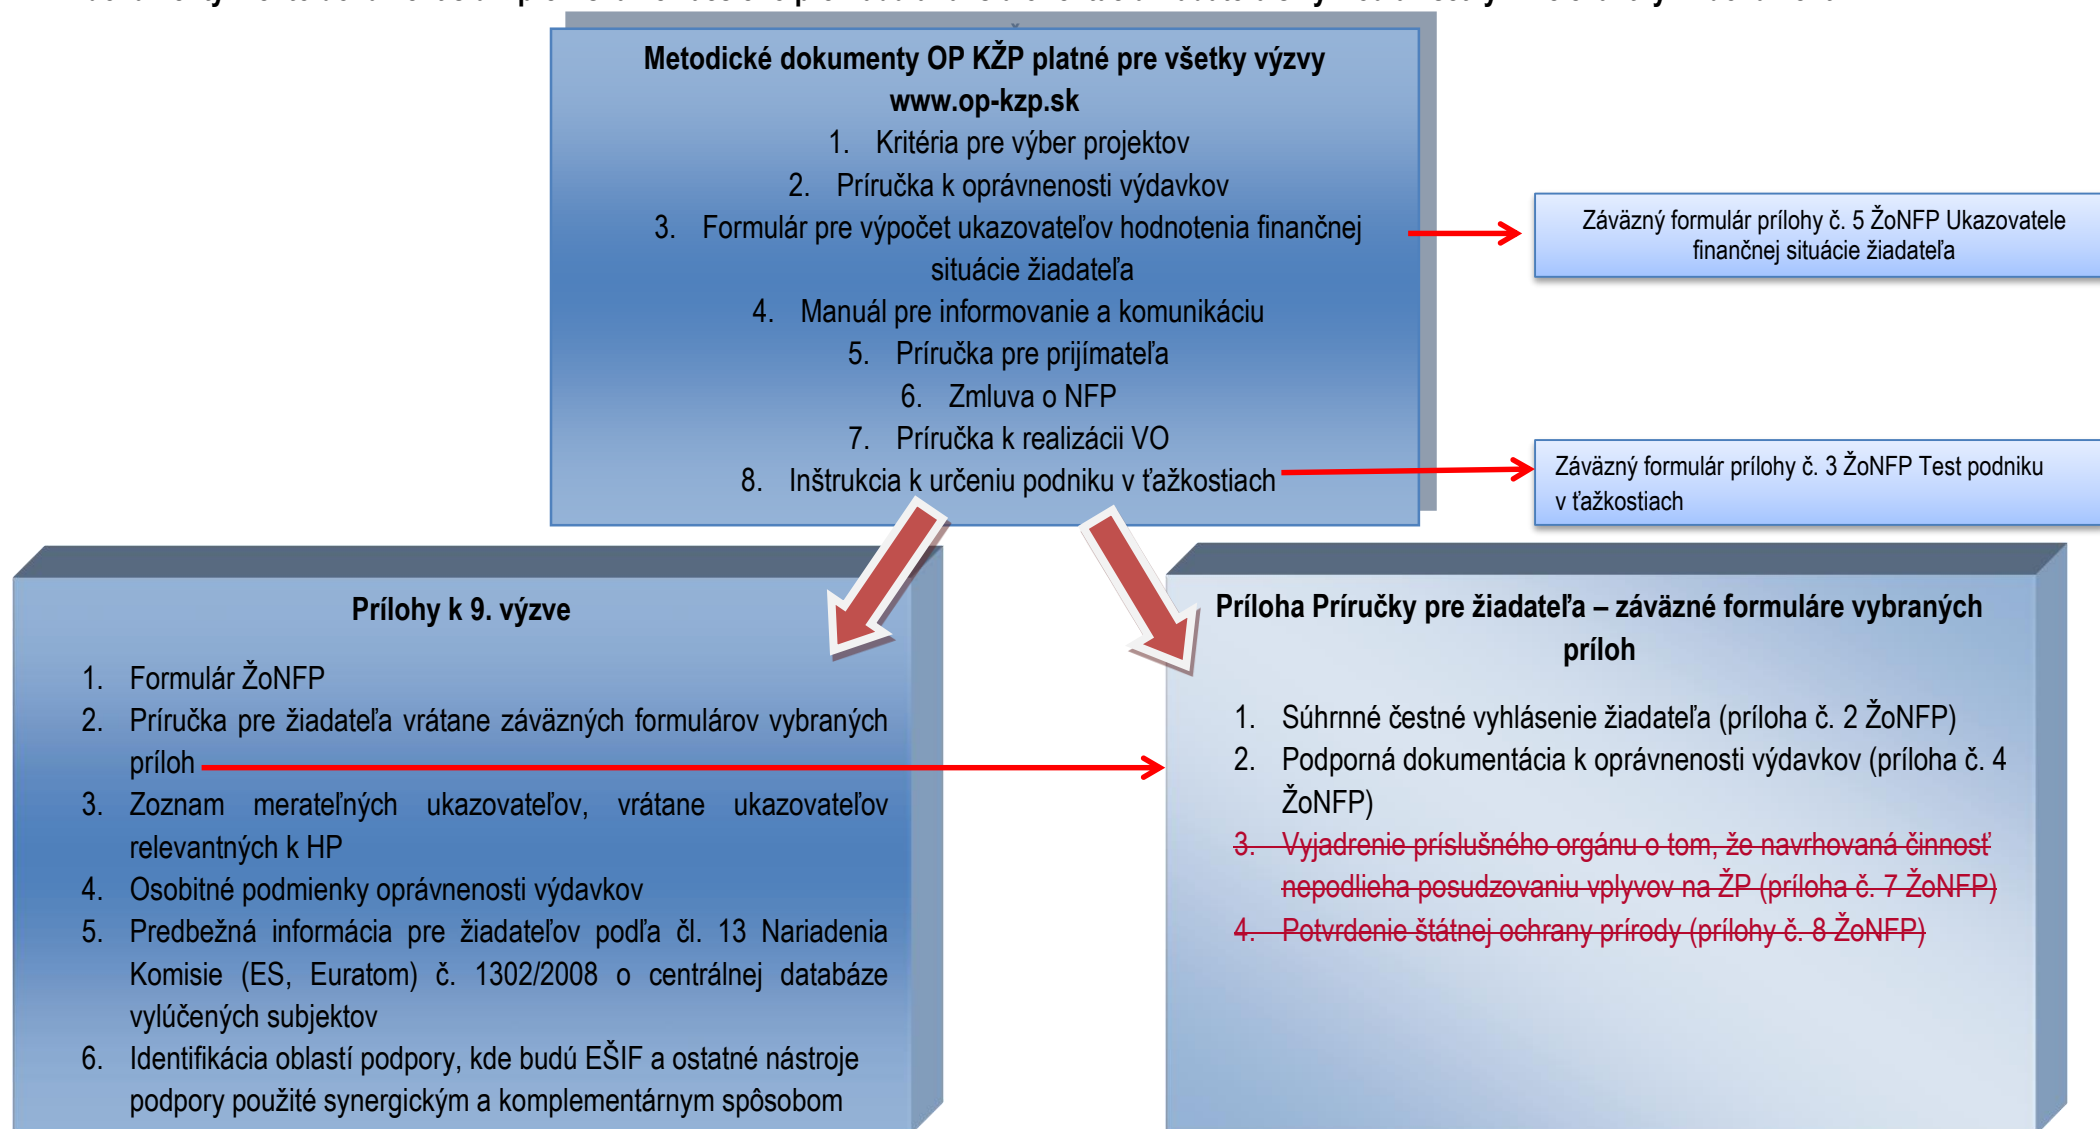 Metodické dokumenty OP KŽP platné pre všetky výzvy
www.op-kzp.sk
1. Kritéria pre výber projektov
2. Príručka k oprávnenosti výdavkov
3. Formulár pre výpočet ukazovateľov hodnotenia finančnej
situácie žiadateľa
4. Manuál pre informovanie a komunikáciu
5. Príručka pre prijímateľa
6. Zmluva o NFP
7. Príručka k realizácii VO
8. Inštrukcia k určeniu podniku v ťažkostiach
Záväzný formulár prílohy č. 5 ŽoNFP Ukazovatele
finančnej situácie žiadateľa
Záväzný formulár prílohy č. 3 ŽoNFP Test podniku
v ťažkostiach
Prílohy k 9. výzve
1. Formulár ŽoNFP
2. Príručka pre žiadateľa vrátane záväzných formulárov vybraných
príloh
3. Zoznam merateľných ukazovateľov, vrátane ukazovateľov
relevantných k HP
4. Osobitné podmienky oprávnenosti výdavkov
5. Predbežná informácia pre žiadateľov podľa čl. 13 Nariadenia
Komisie (ES, Euratom) č. 1302/2008 o centrálnej databáze
vylúčených subjektov
6. Identifikácia oblastí podpory, kde budú EŠIF a ostatné nástroje
podpory použité synergickým a komplementárnym spôsobom
Príloha Príručky pre žiadateľa – záväzné formuláre vybraných
príloh
1. Súhrnné čestné vyhlásenie žiadateľa (príloha č. 2 ŽoNFP)
2. Podporná dokumentácia k oprávnenosti výdavkov (príloha č. 4
ŽoNFP)
3. Vyjadrenie príslušného orgánu o tom, že navrhovaná činnosť
nepodlieha posudzovaniu vplyvov na ŽP (príloha č. 7 ŽoNFP)
4. Potvrdenie štátnej ochrany prírody (prílohy č. 8 ŽoNFP)